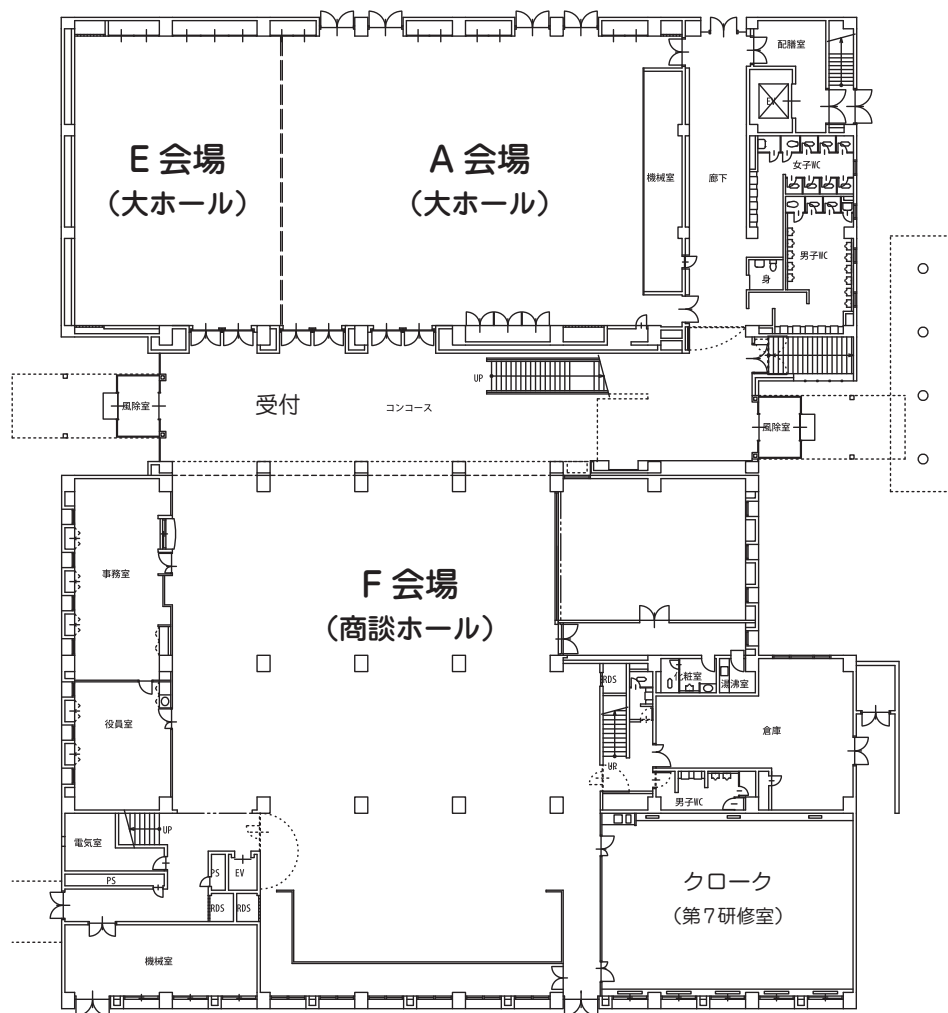 配膳室
EV
E 会場
(大ホール)
A 会場
(大ホール)
機械室
廊下
女子WC
男子WC
身
UP
風除室
受付
コンコース
風除室
事務室
F 会場
(商談ホール)
RDS
化粧室
湯沸室
役員室
倉庫
UP
男子WC
電気室
UP
PS
PS
EV
RDS
RDS
クローク
(第7研修室)
機械室